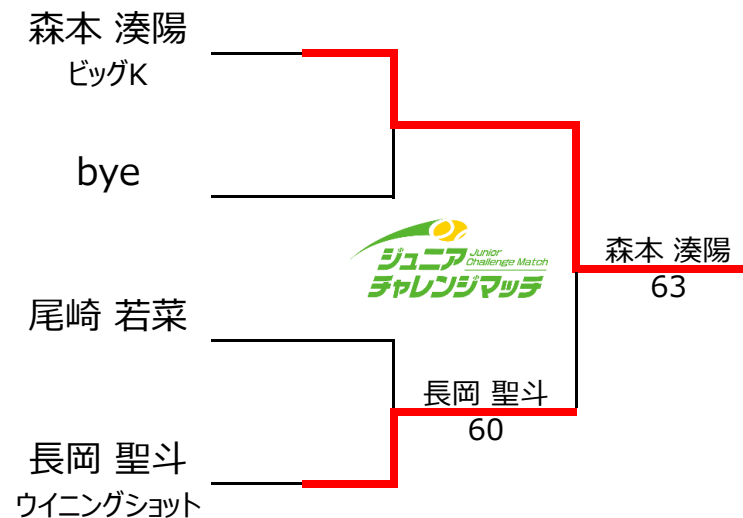 森本 湊陽
ビッグK
bye
尾崎 若菜
長岡 聖斗
ウイニングショット
ジュニア Junior Challenge Match
チャレンジマッチ
長岡 聖斗
60
森本 湊陽
63